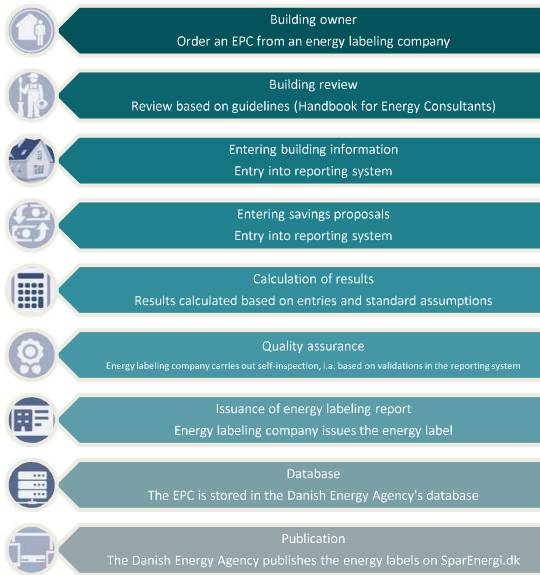 Building owner
Order an EPC from an energy labeling company
Building review
Review based on guidelines (Handbook for Energy Consultants)
Entering building information
Entry into reporting system
Entering savings proposals
Entry into reporting system
Calculation of results
Results calculated based on entries and standard assumptions
Quality assurance
Energy labeling company carries out self-inspection, i.a. based on validations in the reporting system
Issuance of energy labeling report
Energy labeling company issues the energy label
Database
The EPC is stored in the Danish Energy Agency's database
Publication
The Danish Energy Agency publishes the energy labels on SparEnergi.dk